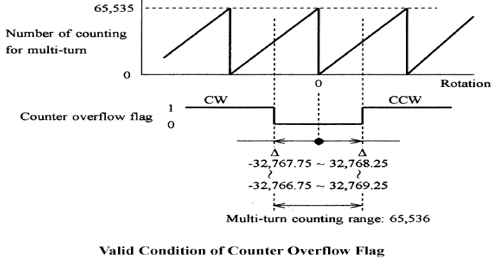 65,535
Number of counting
for multi-turn
0
0
Rotation
CW
CCW
1
Counter overflow flag
0
Δ Δ
-32,767.75 ~ 32,768.25
~ ~
-32,766.75 ~ 32,769.25
Multi-turn counting range: 65,536
Valid Condition of Counter Overflow Flag